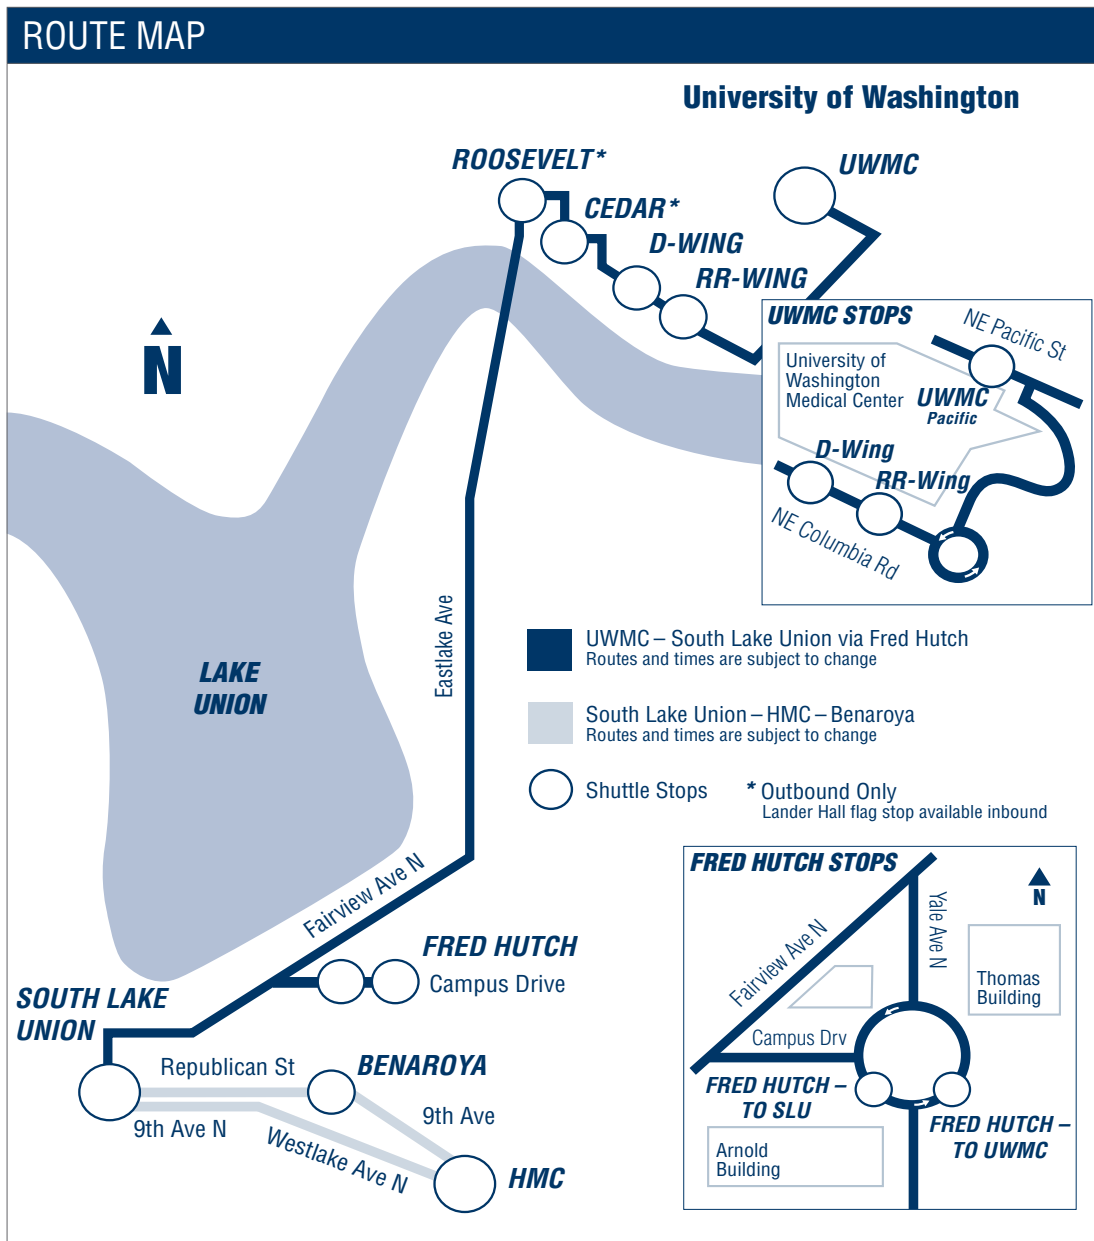 ROUTE MAP
University of Washington
ROOSEVELT*
UWMC
CEDAR*
D-WING
RR-WING
UWMC STOPS
NE Pacific St
University of
Washington
Medical Center
UWMC
Pacific
D-Wing
RR-Wing
NE Columbia Rd
N
Eastlake Ave
LAKE
UNION
UWMC – South Lake Union via Fred Hutch
Routes and times are subject to change
South Lake Union – HMC – Benaroya
Routes and times are subject to change
Shuttle Stops
* Outbound Only
Lander Hall flag stop available inbound
Fairview Ave N
FRED HUTCH
Campus Drive
SOUTH LAKE
UNION
Republican St
BENAROYA
9th Ave N
9th Ave
Westlake Ave N
HMC
FRED HUTCH STOPS
N
Yale Ave N
Fairview Ave N
Thomas
Building
Campus Drv
FRED HUTCH –
TO SLU
FRED HUTCH –
TO UWMC
Arnold
Building